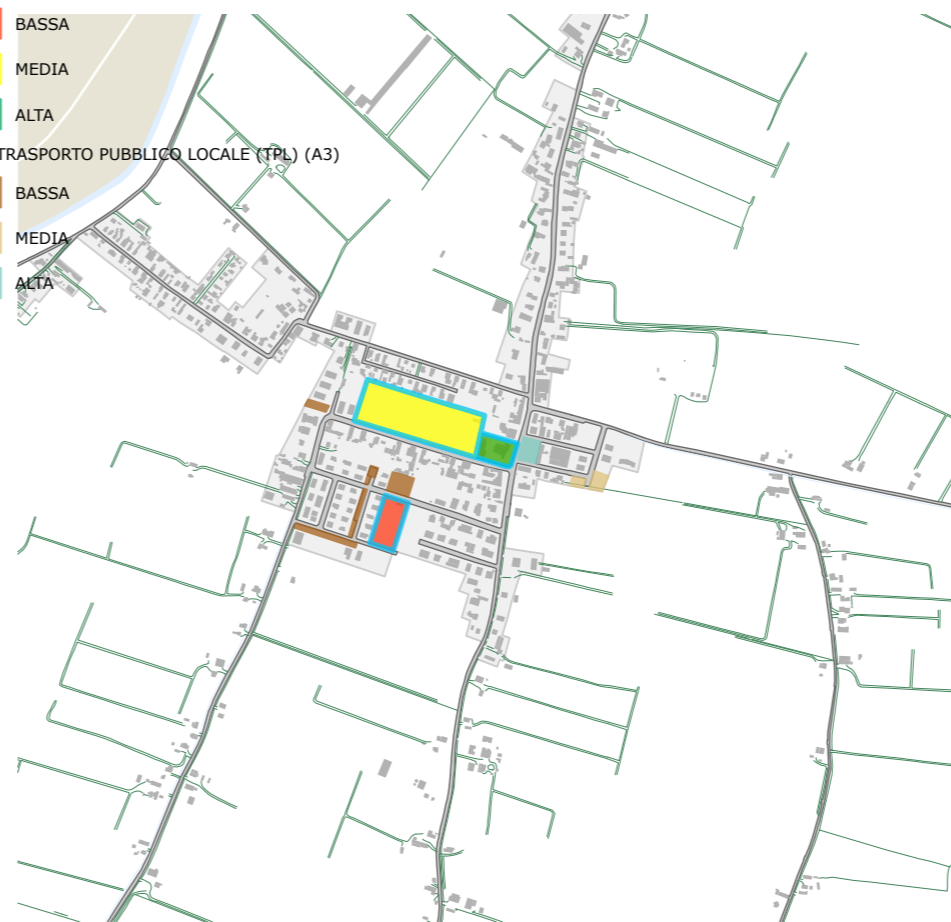 BASSA
MEDIA
ALTA
TRASPORTO PUBBLICO LOCALE (TPL) (A3)
BASSA
MEDIA
ALTA